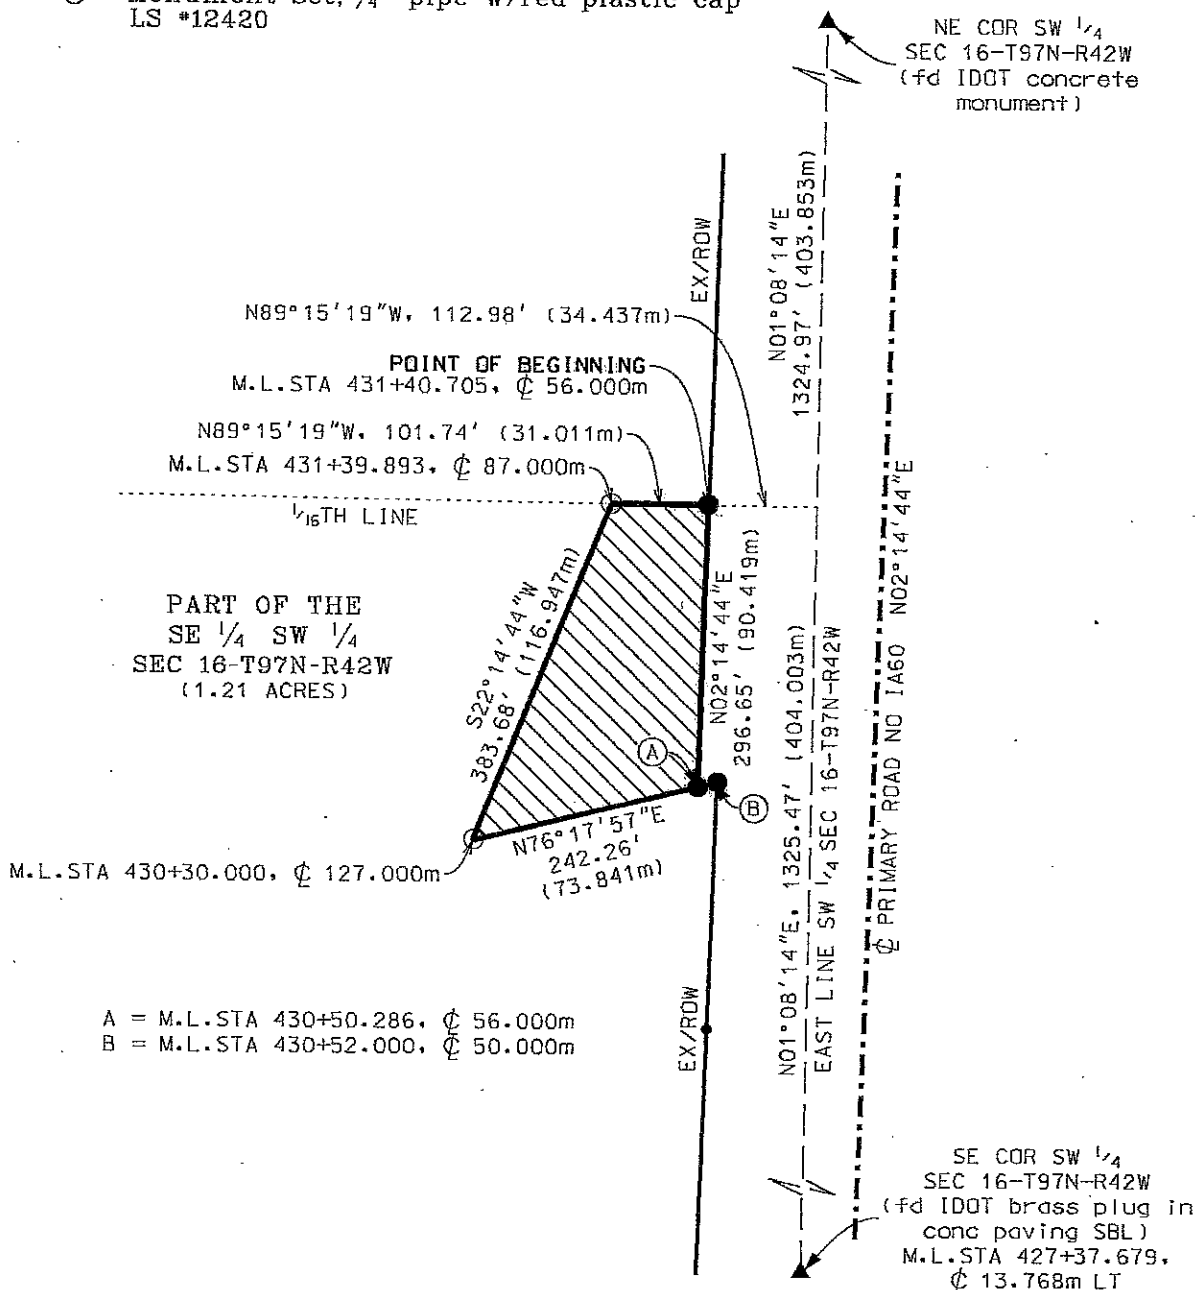 Monument Set, 3/4" pipe w/red plastic cap
LS #12420
NE COR SW 1/4
SEC 16-T97N-R42W
(fd IDOT concrete
monument)
N01°08'14"E
1324.97' (403.853m)
EX/ROW
N89°15'19"W, 112.98' (34.437m)
POINT OF BEGINNING
M.L.STA 431+40.705, ℄ 56.000m
N89°15'19"W, 101.74' (31.011m)
M.L.STA 431+39.893, ℄ 87.000m
1/16TH LINE
PART OF THE
SE 1/4 SW 1/4
SEC 16-T97N-R42W
(1.21 ACRES)
S22°14'44"W
383.68' (116.947m)
N02°14'44"E
296.65' (90.419m)
A
B
N76°17'57"E
242.26'
(73.841m)
M.L.STA 430+30.000, ℄ 127.000m
N01°08'14"E, 1325.47' (404.003m)
EAST LINE SW 1/4 SEC 16-T97N-R42W
℄ PRIMARY ROAD NO IA60 N02°14'44"E
A = M.L.STA 430+50.286, ℄ 56.000m
B = M.L.STA 430+52.000, ℄ 50.000m
EX/ROW
SE COR SW 1/4
SEC 16-T97N-R42W
(fd IDOT brass plug in
conc paving SBL)
M.L.STA 427+37.679,
℄ 13.768m LT